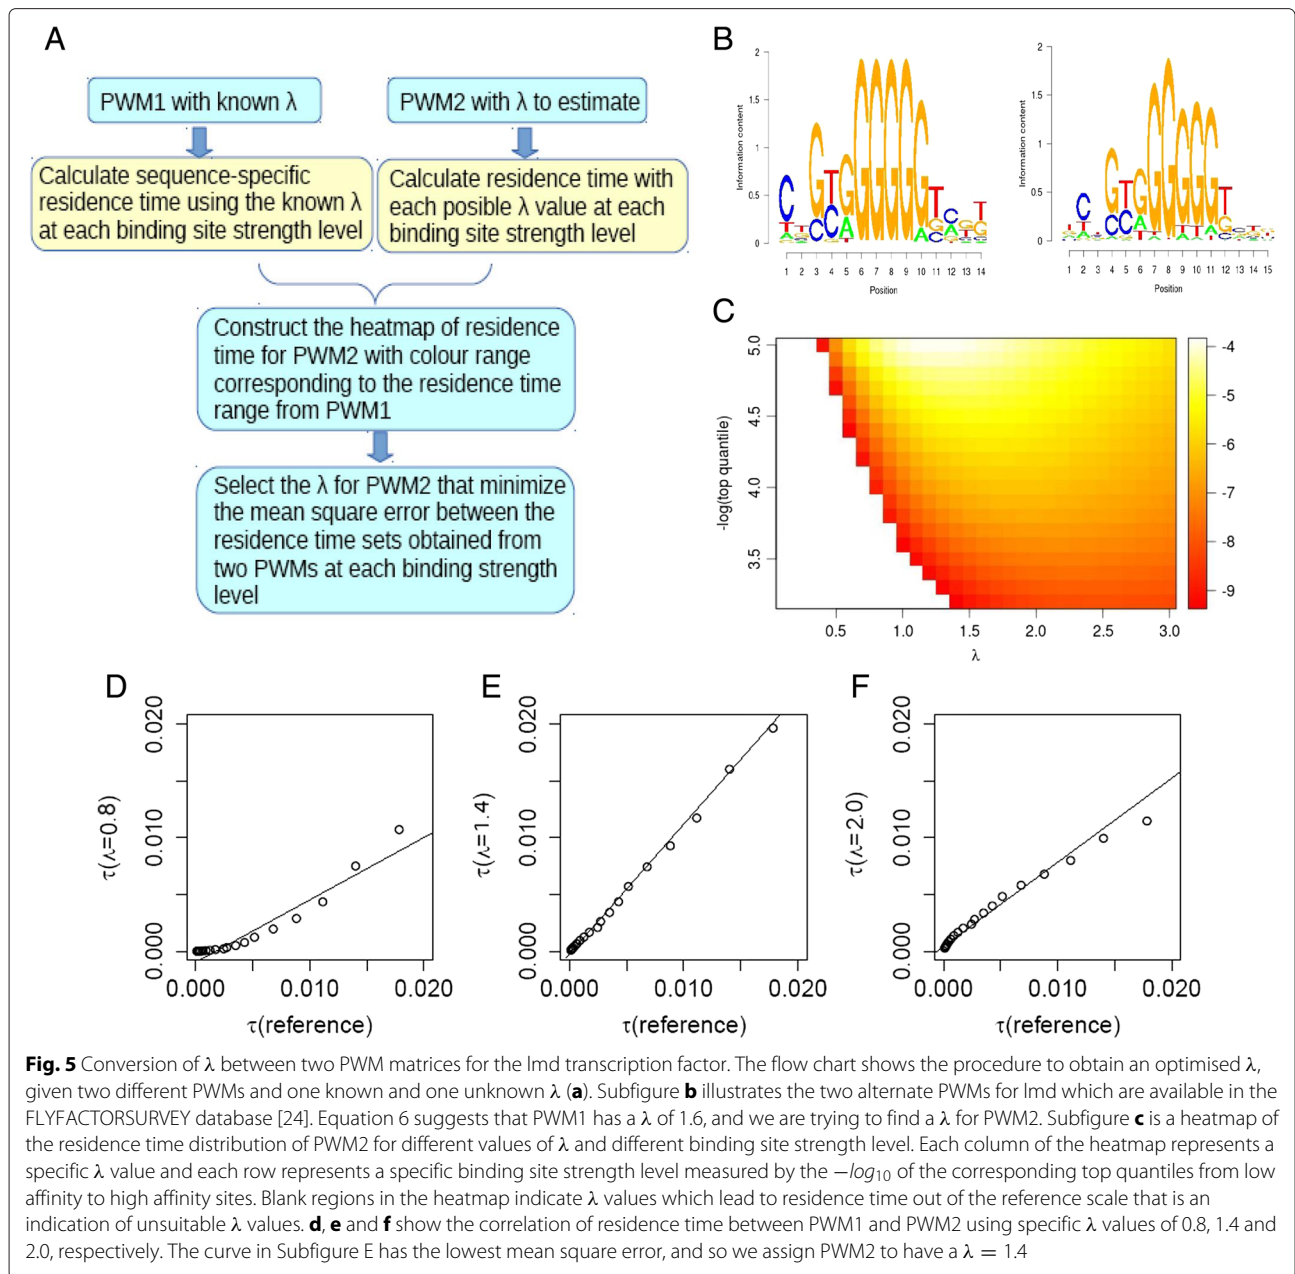 A
PWM1 with known λ
PWM2 with λ to estimate
Calculate sequence-specific
residence time using the known λ
at each binding site strength level
Calculate residence time with
each posible λ value at each
binding site strength level
Construct the heatmap of residence
time for PWM2 with colour range
corresponding to the residence time
range from PWM1
Select the λ for PWM2 that minimize
the mean square error between the
residence time sets obtained from
two PWMs at each binding strength
level
B
Information content
2
1.5
1
0.5
0
1 2 3 4 5 6 7 8 9 10 11 12 13 14
Position
Information content
2
1.5
1
0.5
0
1 2 3 4 5 6 7 8 9 10 11 12 13 14 15
Position
C
-log(top quantile)
5.0
4.5
4.0
3.5
0.5 1.0 1.5 2.0 2.5 3.0
λ
-4
-5
-6
-7
-8
-9
D
τ(λ=0.8)
0.020
0.010
0.000
0.000 0.010 0.020
τ(reference)
E
τ(λ=1.4)
0.020
0.010
0.000
0.000 0.010 0.020
τ(reference)
F
τ(λ=2.0)
0.020
0.010
0.000
0.000 0.010 0.020
τ(reference)
Fig. 5 Conversion of λ between two PWM matrices for the lmd transcription factor. The flow chart shows the procedure to obtain an optimised λ,
given two different PWMs and one known and one unknown λ (a). Subfigure b illustrates the two alternate PWMs for lmd which are available in the
FLYFACTORSURVEY database [24]. Equation 6 suggests that PWM1 has a λ of 1.6, and we are trying to find a λ for PWM2. Subfigure c is a heatmap of
the residence time distribution of PWM2 for different values of λ and different binding site strength level. Each column of the heatmap represents a
specific λ value and each row represents a specific binding site strength level measured by the −log₁₀ of the corresponding top quantiles from low
affinity to high affinity sites. Blank regions in the heatmap indicate λ values which lead to residence time out of the reference scale that is an
indication of unsuitable λ values. d, e and f show the correlation of residence time between PWM1 and PWM2 using specific λ values of 0.8, 1.4 and
2.0, respectively. The curve in Subfigure E has the lowest mean square error, and so we assign PWM2 to have a λ = 1.4